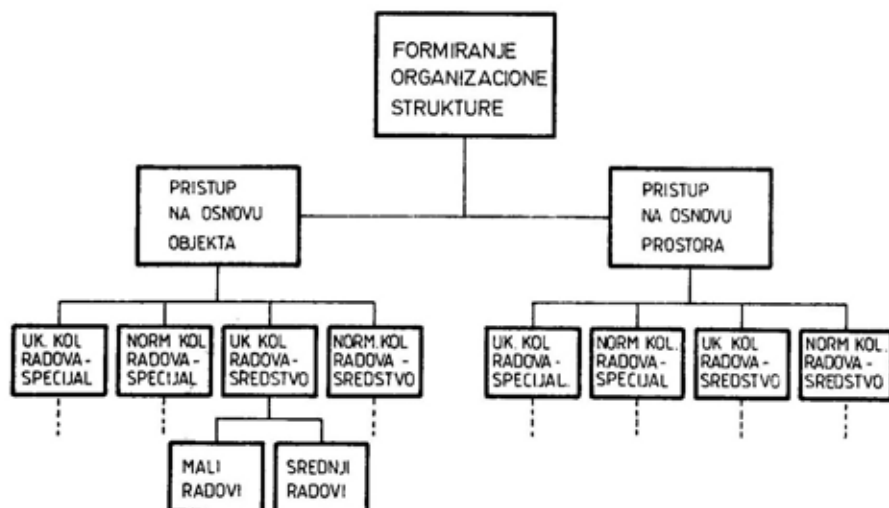 FORMIRANJE
ORGANIZACIONE
STRUKTURE
PRISTUP
NA OSNOVU
OBJEKTA
PRISTUP
NA OSNOVU
PROSTORA
UK. KOL
RADOVA-
SPECIJAL
NORM KOL
RADOVA-
SPECIJAL
UK KOL
RADOVA-
SREDSTVO
NORM. KOL
RADOVA-
SREDSTVO
UK. KOL
RADOVA-
SPECIJAL.
NORM KOL.
RADOVA-
SPECIJAL
UK KOL
RADOVA-
SREDSTVO
NORM KOL.
RADOVA-
SREDSTVO
MALI
RADOVI
SREDNJI
RADOVI